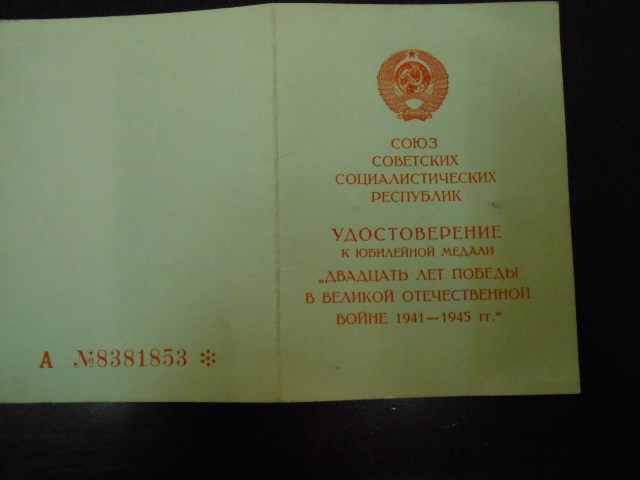 А №8381853 *
СОЮЗ
СОВЕТСКИХ
СОЦИАЛИСТИЧЕСКИХ
РЕСПУБЛИК
УДОСТОВЕРЕНИЕ
К ЮБИЛЕЙНОЙ МЕДАЛИ
„ДВАДЦАТЬ ЛЕТ ПОБЕДЫ
В ВЕЛИКОЙ ОТЕЧЕСТВЕННОЙ
ВОЙНЕ 1941—1945 гг.“